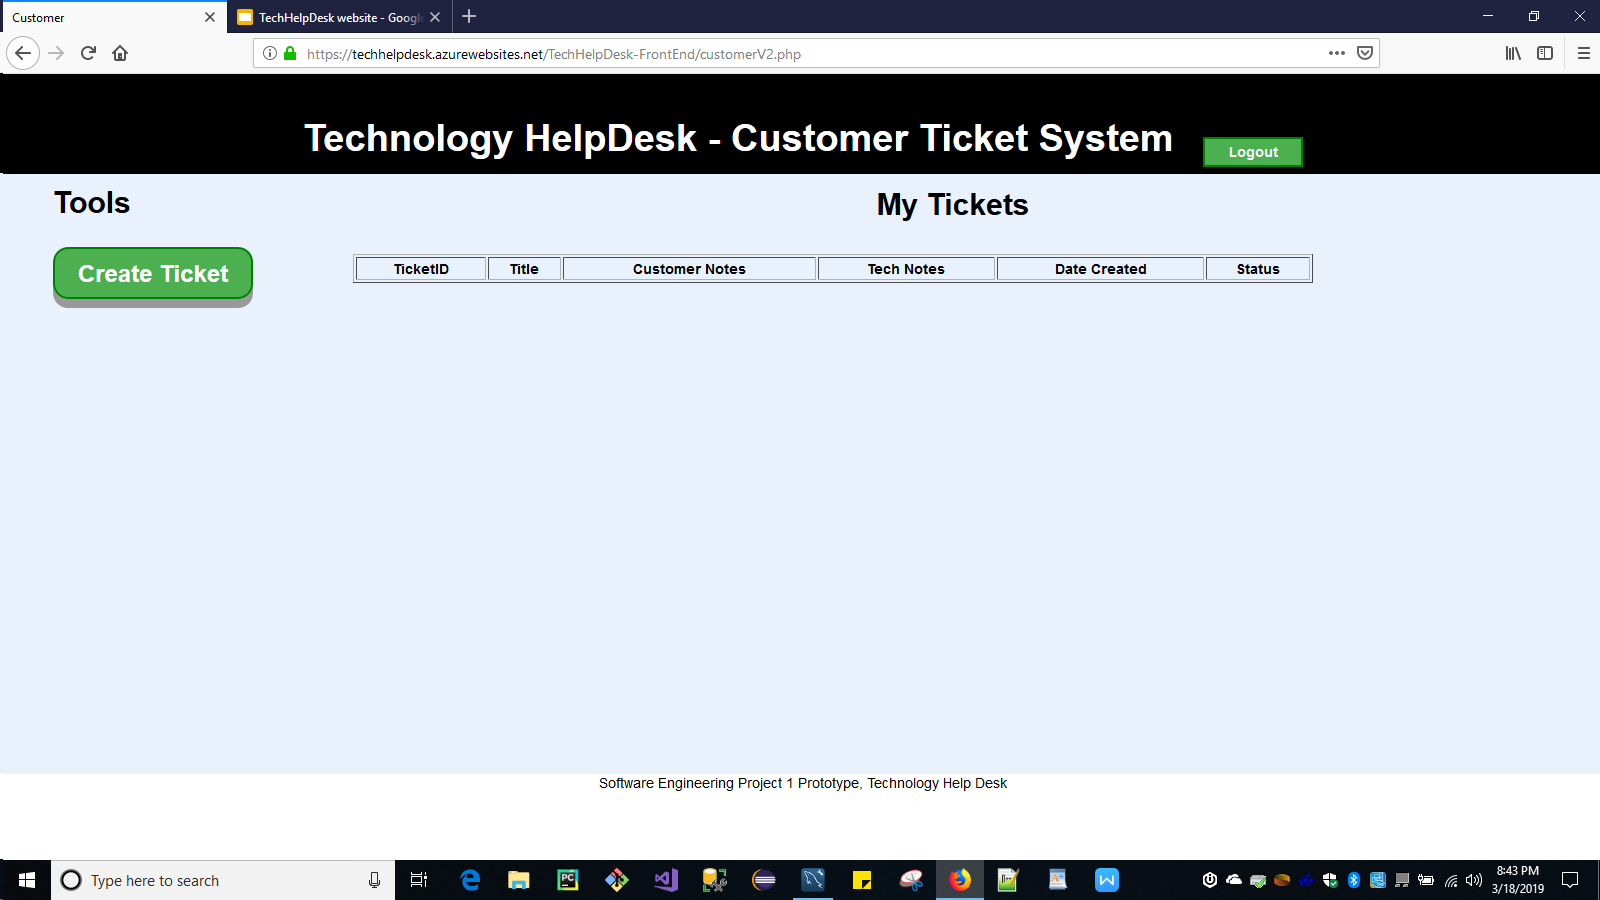 Customer
TechHelpDesk website - Googl
https://techhelpdesk.azurewebsites.net/TechHelpDesk-FrontEnd/customerV2.php
Technology HelpDesk - Customer Ticket System
Logout
Tools
My Tickets
Create Ticket
TicketID Title Customer Notes Tech Notes Date Created Status
Software Engineering Project 1 Prototype, Technology Help Desk
Type here to search
PC
8:43 PM
3/18/2019